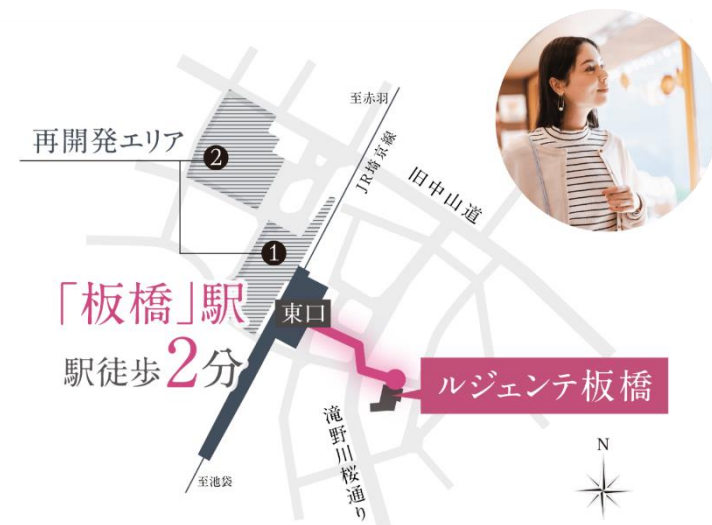 至赤羽
JR埼京線
旧中山道
再開発エリア
2
1
「板橋」駅
駅徒歩2分
東口
ルジェンテ板橋
滝野川桜通り
至池袋
N